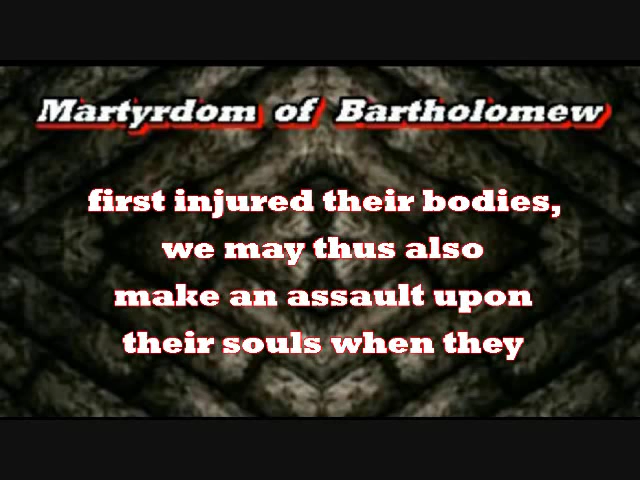 Martyrdom of Bartholomew
first injured their bodies,
we may thus also
make an assault upon
their souls when they